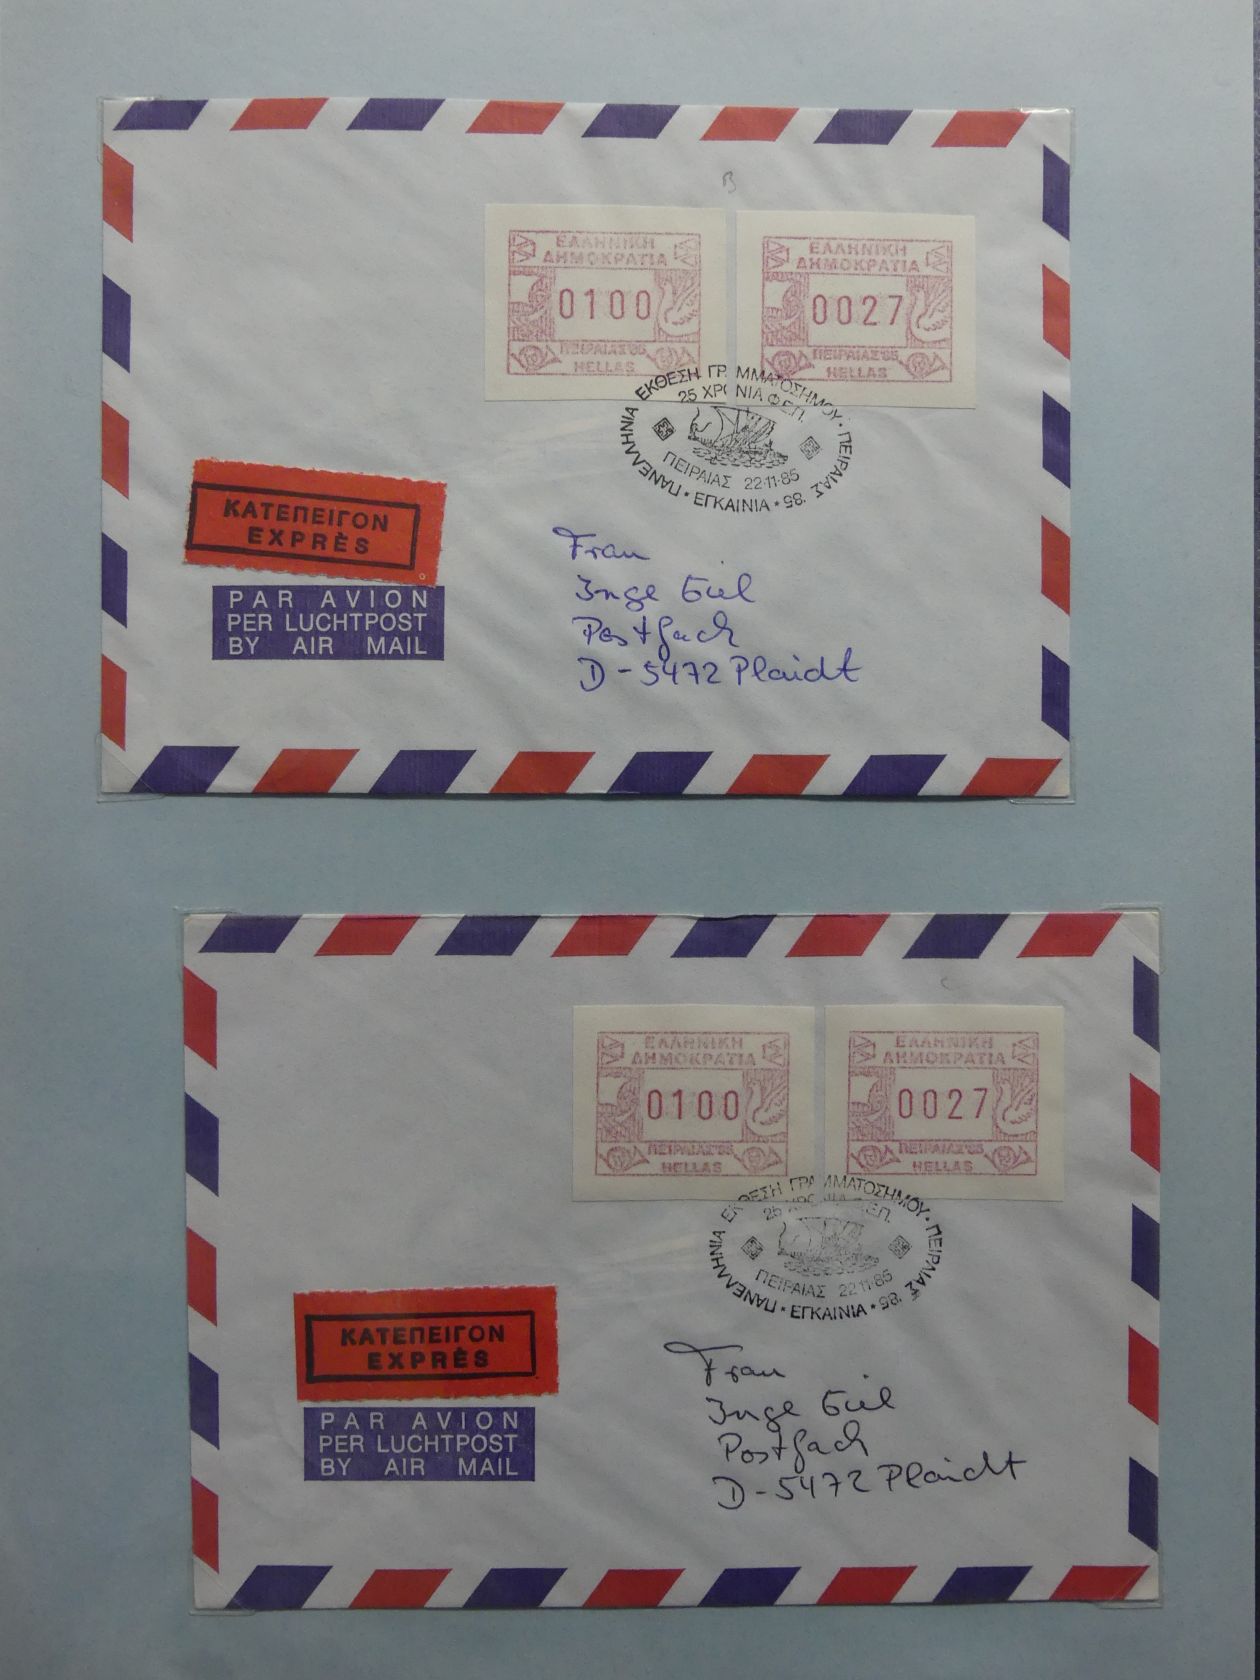 B
ΕΛΛΗΝΙΚΗ
ΔΗΜΟΚΡΑΤΙΑ
0100
ΠΕΙΡΑΙΑΣ'85
HELLAS
ΕΛΛΗΝΙΚΗ
ΔΗΜΟΚΡΑΤΙΑ
0027
ΠΕΙΡΑΙΑΣ'85
HELLAS
ΠΑΝΕΛΛΗΝΙΑ ΕΚΘΕΣΗ ΓΡΑΜΜΑΤΟΣΗΜΟΥ · ΠΕΙΡΑΙΑΣ '85 *
25 ΧΡΟΝΙΑ Φ.Ε.Π.
ΠΕΙΡΑΙΑΣ 22·11·85
ΕΓΚΑΙΝΙΑ *
ΚΑΤΕΠΕΙΓΟΝ
EXPRÈS
PAR AVION
PER LUCHTPOST
BY AIR MAIL
Frau
Inge Giel
Postfach
D-5472 Plaidt
C
ΕΛΛΗΝΙΚΗ
ΔΗΜΟΚΡΑΤΙΑ
0100
ΠΕΙΡΑΙΑΣ'85
HELLAS
ΕΛΛΗΝΙΚΗ
ΔΗΜΟΚΡΑΤΙΑ
0027
ΠΕΙΡΑΙΑΣ'85
HELLAS
ΠΑΝΕΛΛΗΝΙΑ ΕΚΘΕΣΗ ΓΡΑΜΜΑΤΟΣΗΜΟΥ · ΠΕΙΡΑΙΑΣ '85 *
25 ΧΡΟΝΙΑ Φ.Ε.Π.
ΠΕΙΡΑΙΑΣ 22·11·85
ΕΓΚΑΙΝΙΑ *
ΚΑΤΕΠΕΙΓΟΝ
EXPRÈS
PAR AVION
PER LUCHTPOST
BY AIR MAIL
Frau
Inge Giel
Postfach
D-5472 Plaidt